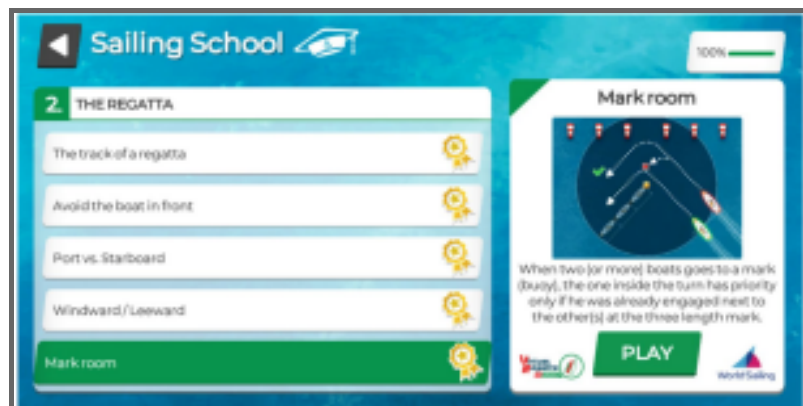 Sailing School
100%
2. THE REGATTA
The track of a regatta
Avoid the boat in front
Port vs. Starboard
Windward / Leeward
Mark room
Mark room
When two (or more) boats goes to a mark
(buoy), the one inside the turn has priority
only if he was already engaged next to
the other(s) at the three length mark.
PLAY
World Sailing